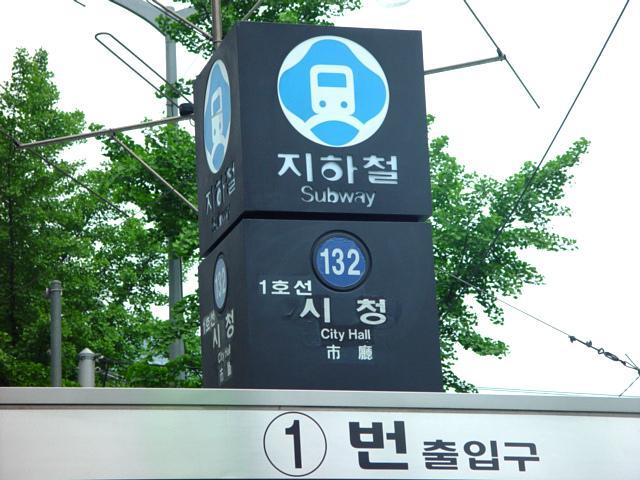 지하철
Subway
132
1호선
시청
City Hall
市廳
1번 출입구